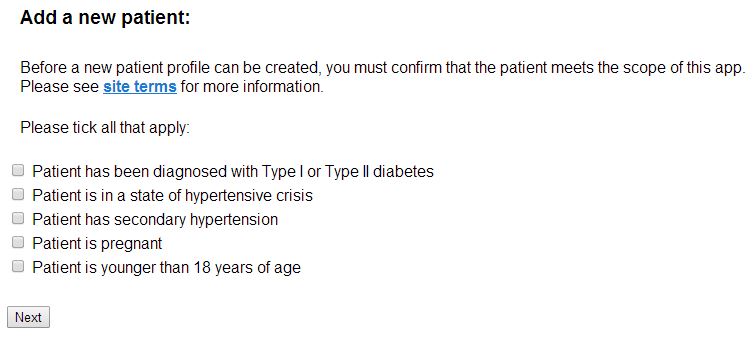 Add a new patient:
Before a new patient profile can be created, you must confirm that the patient meets the scope of this app.
Please see site terms for more information.
Please tick all that apply:
Patient has been diagnosed with Type I or Type II diabetes
Patient is in a state of hypertensive crisis
Patient has secondary hypertension
Patient is pregnant
Patient is younger than 18 years of age
Next